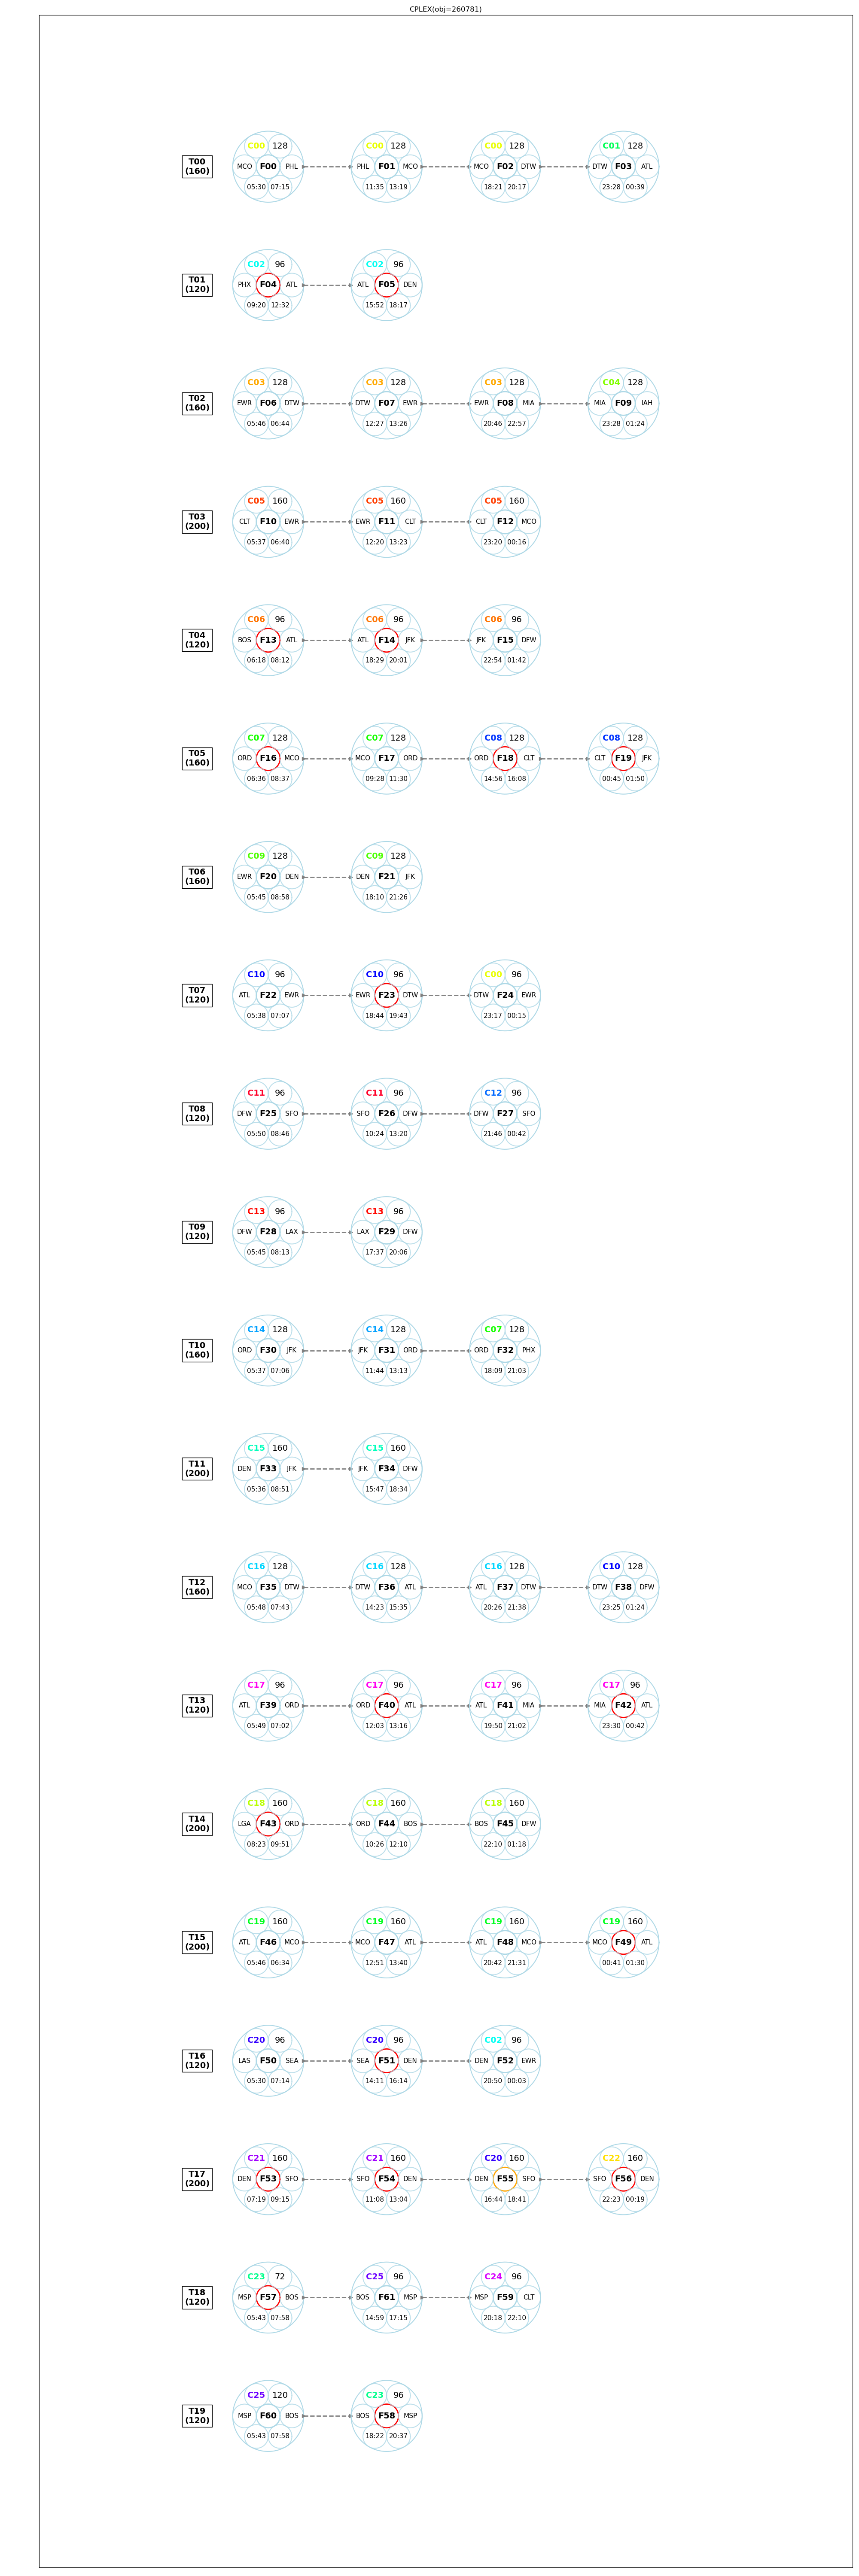 CPLEX(obj=260781)
C00 128 C00 128 C00 128 C01 128
T00 (160) MCO F00 PHL PHL F01 MCO MCO F02 DTW DTW F03 ATL
05:30 07:15 11:35 13:19 18:21 20:17 23:28 00:39
C02 96 C02 96
T01 (120) PHX F04 ATL ATL F05 DEN
09:20 12:32 15:52 18:17
C03 128 C03 128 C03 128 C04 128
T02 (160) EWR F06 DTW DTW F07 EWR EWR F08 MIA MIA F09 IAH
05:46 06:44 12:27 13:26 20:46 22:57 23:28 01:24
C05 160 C05 160 C05 160
T03 (200) CLT F10 EWR EWR F11 CLT CLT F12 MCO
05:37 06:40 12:20 13:23 23:20 00:16
C06 96 C06 96 C06 96
T04 (120) BOS F13 ATL ATL F14 JFK JFK F15 DFW
06:18 08:12 18:29 20:01 22:54 01:42
C07 128 C07 128 C08 128 C08 128
T05 (160) ORD F16 MCO MCO F17 ORD ORD F18 CLT CLT F19 JFK
06:36 08:37 09:28 11:30 14:56 16:08 00:45 01:50
C09 128 C09 128
T06 (160) EWR F20 DEN DEN F21 JFK
05:45 08:58 18:10 21:26
C10 96 C10 96 C00 96
T07 (120) ATL F22 EWR EWR F23 DTW DTW F24 EWR
05:38 07:07 18:44 19:43 23:17 00:15
C11 96 C11 96 C12 96
T08 (120) DFW F25 SFO SFO F26 DFW DFW F27 SFO
05:50 08:46 10:24 13:20 21:46 00:42
C13 96 C13 96
T09 (120) DFW F28 LAX LAX F29 DFW
05:45 08:13 17:37 20:06
C14 128 C14 128 C07 128
T10 (160) ORD F30 JFK JFK F31 ORD ORD F32 PHX
05:37 07:06 11:44 13:13 18:09 21:03
C15 160 C15 160
T11 (200) DEN F33 JFK JFK F34 DFW
05:36 08:51 15:47 18:34
C16 128 C16 128 C16 128 C10 128
T12 (160) MCO F35 DTW DTW F36 ATL ATL F37 DTW DTW F38 DFW
05:48 07:43 14:23 15:35 20:26 21:38 23:25 01:24
C17 96 C17 96 C17 96 C17 96
T13 (120) ATL F39 ORD ORD F40 ATL ATL F41 MIA MIA F42 ATL
05:49 07:02 12:03 13:16 19:50 21:02 23:30 00:42
C18 160 C18 160 C18 160
T14 (200) LGA F43 ORD ORD F44 BOS BOS F45 DFW
08:23 09:51 10:26 12:10 22:10 01:18
C19 160 C19 160 C19 160 C19 160
T15 (200) ATL F46 MCO MCO F47 ATL ATL F48 MCO MCO F49 ATL
05:46 06:34 12:51 13:40 20:42 21:31 00:41 01:30
C20 96 C20 96 C02 96
T16 (120) LAS F50 SEA SEA F51 DEN DEN F52 EWR
05:30 07:14 14:11 16:14 20:50 00:03
C21 160 C21 160 C20 160 C22 160
T17 (200) DEN F53 SFO SFO F54 DEN DEN F55 SFO SFO F56 DEN
07:19 09:15 11:08 13:04 16:44 18:41 22:23 00:19
C23 72 C25 96 C24 96
T18 (120) MSP F57 BOS BOS F61 MSP MSP F59 CLT
05:43 07:58 14:59 17:15 20:18 22:10
C25 120 C23 96
T19 (120) MSP F60 BOS BOS F58 MSP
05:43 07:58 18:22 20:37